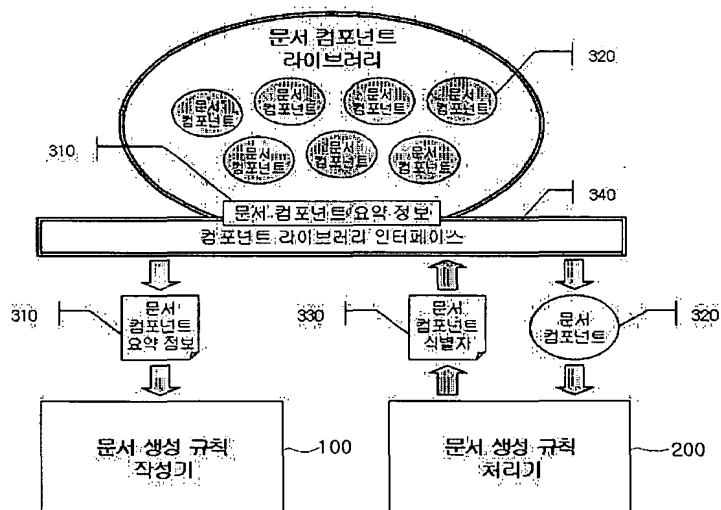 문서 컴포넌트
라이브러리
320
문서
컴포넌트
문서
컴포넌트
문서
컴포넌트
문서
컴포넌트
310
문서
컴포넌트
문서
컴포넌트
문서
컴포넌트
340
문서 컴포넌트 요약 정보
컴포넌트 라이브러리 인터페이스
310
문서
컴포넌트
요약 정보
330
문서
컴포넌트
식별자
문서
컴포넌트
320
문서 생성 규칙
작성기
100
문서 생성 규칙
처리기
200